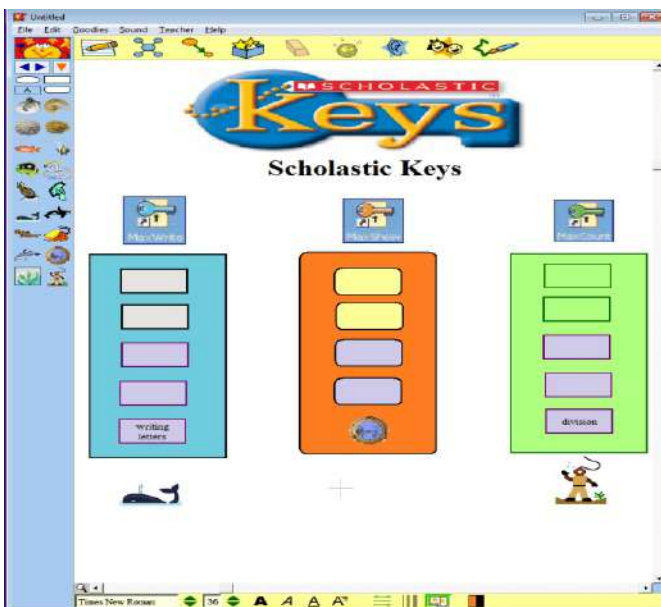 Untitled
File Edit Goodies Sound Teacher Help
A
SCHOLASTIC
Keys
Scholastic Keys
MaxWrite MaxShow MaxCount
writing
letters
division
Times New Roman 36 A A A A